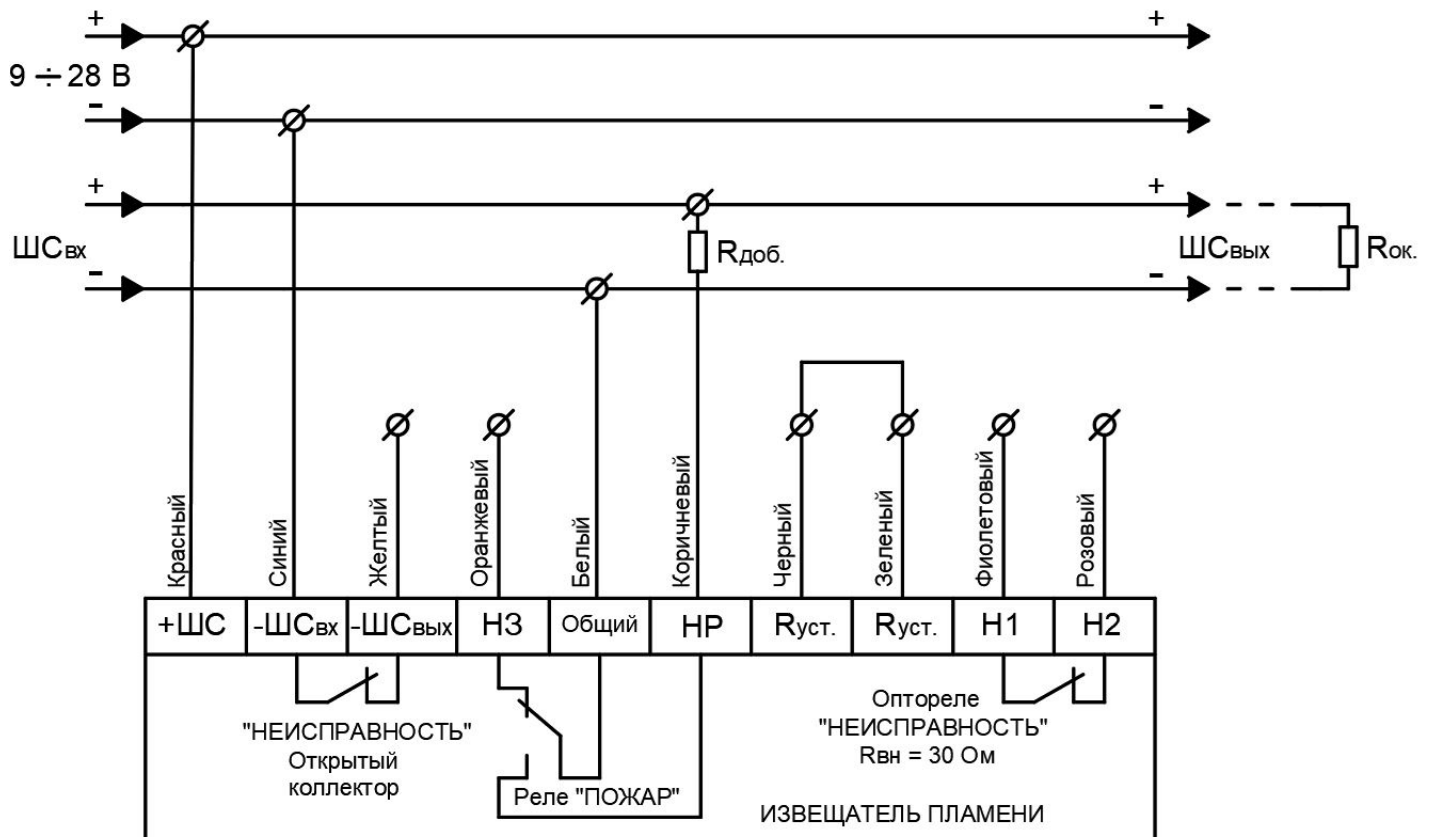 + +
9 ÷ 28 В
- -
+ +
ШСвх Rдоб. ШСвых Rок.
- -
Красный
Синий
Желтый
Оранжевый
Белый
Коричневый
Черный
Зеленый
Фиолетовый
Розовый
+ШС -ШСвх -ШСвых НЗ Общий НР Rуст. Rуст. Н1 Н2
"НЕИСПРАВНОСТЬ"
Открытый
коллектор
Реле "ПОЖАР"
Оптореле
"НЕИСПРАВНОСТЬ"
Rвн = 30 Ом
ИЗВЕЩАТЕЛЬ ПЛАМЕНИ